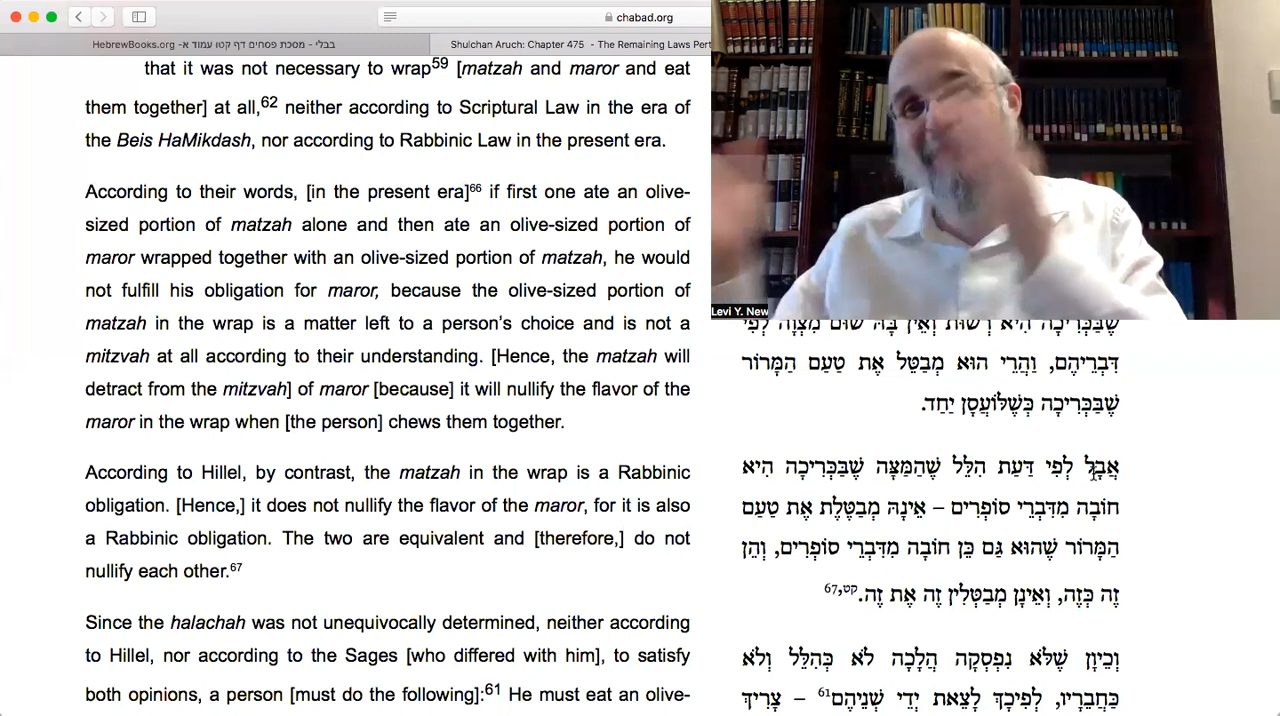 chabad.org
HebrewBooks.org -בבלי - מסכת פסחים דף קטו עמוד א
Shulchan Aruch: Chapter 475 - The Remaining Laws Pert
that it was not necessary to wrap59 [matzah and maror and eat
them together] at all,62 neither according to Scriptural Law in the era of
the Beis HaMikdash, nor according to Rabbinic Law in the present era.
According to their words, [in the present era]66 if first one ate an olive-
sized portion of matzah alone and then ate an olive-sized portion of
maror wrapped together with an olive-sized portion of matzah, he would
not fulfill his obligation for maror, because the olive-sized portion of
matzah in the wrap is a matter left to a person’s choice and is not a
mitzvah at all according to their understanding. [Hence, the matzah will
detract from the mitzvah] of maror [because] it will nullify the flavor of the
maror in the wrap when [the person] chews them together.
According to Hillel, by contrast, the matzah in the wrap is a Rabbinic
obligation. [Hence,] it does not nullify the flavor of the maror, for it is also
a Rabbinic obligation. The two are equivalent and [therefore,] do not
nullify each other.67
Since the halachah was not unequivocally determined, neither according
to Hillel, nor according to the Sages [who differed with him], to satisfy
both opinions, a person [must do the following]:61 He must eat an olive-
Levi Y. New
שֶׁבַּכְּרִיכָה הִיא רְשׁוּת וְאֵין בָּהּ שׁוּם מִצְוָה לְפִי
דִּבְרֵיהֶם, וַהֲרֵי הוּא מְבַטֵּל אֶת טַעַם הַמָּרוֹר
שֶׁבַּכְּרִיכָה כְּשֶׁלּוֹעֲסָן יַחַד.
אֲבָל לְפִי דַּעַת הִלֵּל שֶׁהַמַּצָּה שֶׁבַּכְּרִיכָה הִיא
חוֹבָה מִדִּבְרֵי סוֹפְרִים – אֵינָהּ מְבַטֶּלֶת אֶת טַעַם
הַמָּרוֹר שֶׁהוּא גַּם כֵּן חוֹבָה מִדִּבְרֵי סוֹפְרִים, וְהֵן
זֶה כְּזֶה, וְאֵינָן מְבַטְּלִין זֶה אֶת זֶה.קט,67
וְכֵיוָן שֶׁלֹּא נִפְסְקָה הֲלָכָה לֹא כְּהִלֵּל וְלֹא
כַּחֲבֵרָיו, לְפִיכָךְ לָצֵאת יְדֵי שְׁנֵיהֶם61 – צָרִיךְ